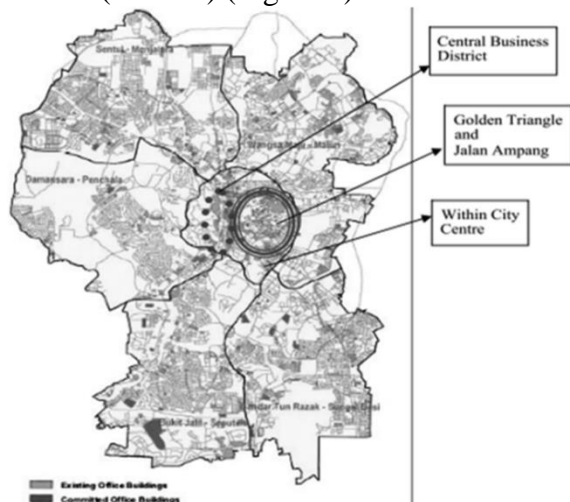 Central Business
District
Golden Triangle
and
Jalan Ampang
Within City
Centre
Sentul - Menjalara
Wangsa Maju - Maluri
Damansara - Penchala
Bandar Tun Razak - Sungai Besi
Bukit Jalil - Seputeh
Existing Office Buildings
Committed Office Buildings